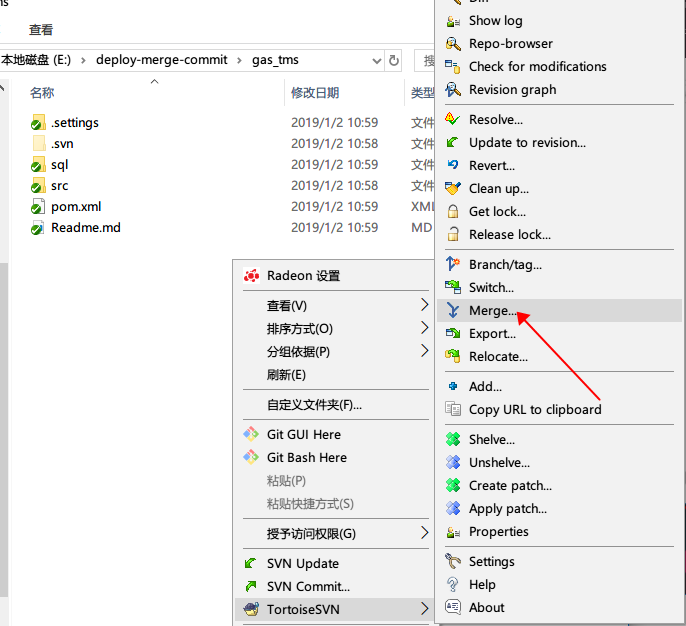 查看
本地磁盘 (E:) › deploy-merge-commit › gas_tms
搜
名称 修改日期 类型
.settings 2019/1/2 10:59 文件
.svn 2019/1/2 10:59 文件
sql 2019/1/2 10:59 文件
src 2019/1/2 10:58 文件
pom.xml 2019/1/2 10:59 XML
Readme.md 2019/1/2 10:59 MD
Radeon 设置
查看(V)
排序方式(O)
分组依据(P)
刷新(E)
自定义文件夹(F)...
Git GUI Here
Git Bash Here
粘贴(P)
粘贴快捷方式(S)
授予访问权限(G)
SVN Update
SVN Commit...
TortoiseSVN
Show log
Repo-browser
Check for modifications
Revision graph
Resolve...
Update to revision...
Revert...
Clean up...
Get lock...
Release lock...
Branch/tag...
Switch...
Merge...
Export...
Relocate...
Add...
Copy URL to clipboard
Shelve...
Unshelve...
Create patch...
Apply patch...
Properties
Settings
Help
About